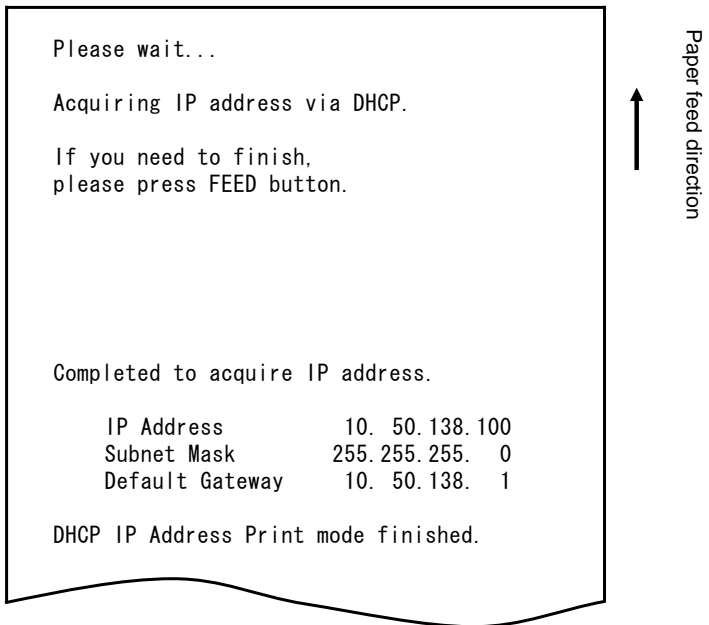 Please wait...
Acquiring IP address via DHCP.
If you need to finish,
please press FEED button.
Completed to acquire IP address.
IP Address 10. 50.138.100
Subnet Mask 255.255.255. 0
Default Gateway 10. 50.138. 1
DHCP IP Address Print mode finished.
Paper feed direction